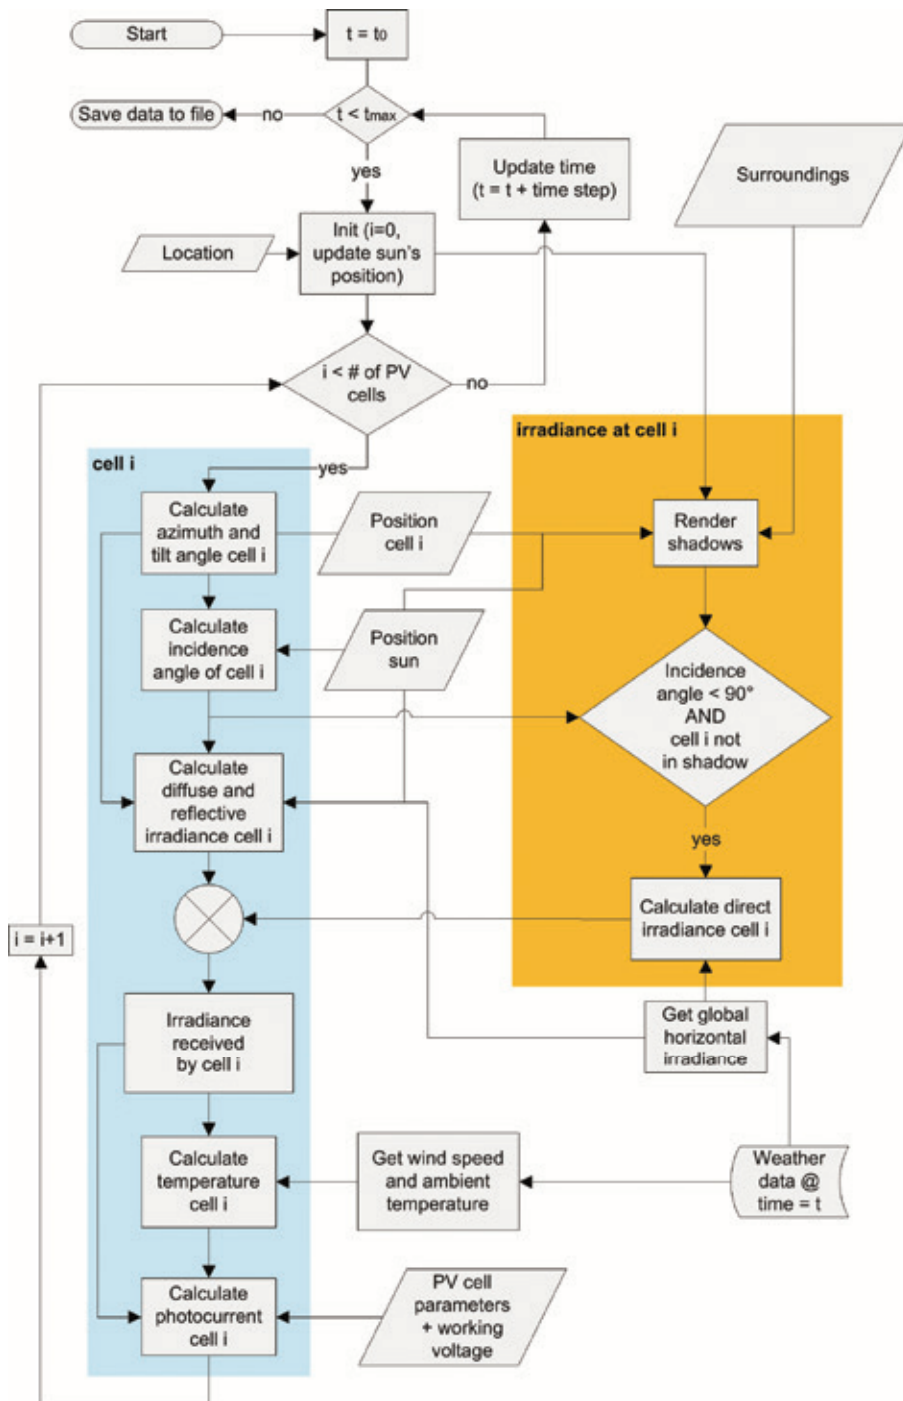 Start
t = t0
Save data to file
no
t < tmax
yes
Update time
(t = t + time step)
Surroundings
Location
Init (i=0,
update sun's
position)
i < # of PV
cells
no
yes
irradiance at cell i
cell i
Calculate
azimuth and
tilt angle cell i
Position
cell i
Render
shadows
Calculate
incidence
angle of cell i
Position
sun
Incidence
angle < 90°
AND
cell i not
in shadow
Calculate
diffuse and
reflective
irradiance cell i
yes
Calculate direct
irradiance cell i
i = i+1
Irradiance
received
by cell i
Get global
horizontal
irradiance
Calculate
temperature
cell i
Get wind speed
and ambient
temperature
Weather
data @
time = t
Calculate
photocurrent
cell i
PV cell
parameters
+ working
voltage